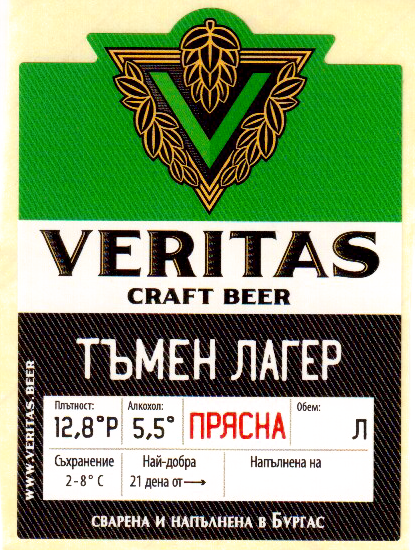 VERITAS
CRAFT BEER
ТЪМЕН ЛАГЕР
Плътност: Алкохол: Обем:
12,8°P 5,5° ПРЯСНА Л
Съхранение Най-добра Напълнена на
2-8° C 21 дена от→
СВАРЕНА И НАПЪЛНЕНА В БУРГАС
WWW.VERITAS.BEER